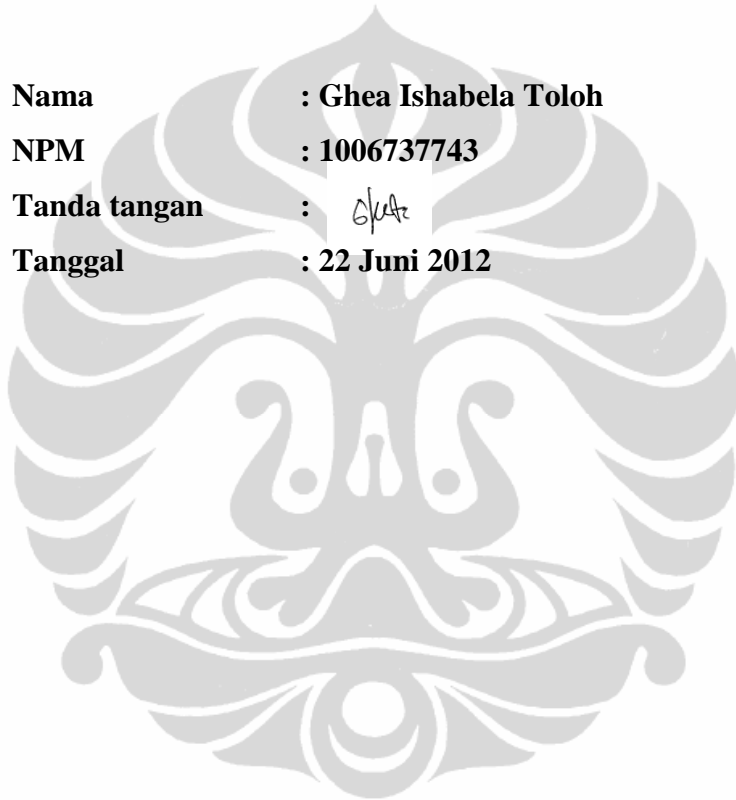 Nama : Ghea Ishabela Toloh
NPM : 1006737743
Tanda tangan :
Tanggal : 22 Juni 2012